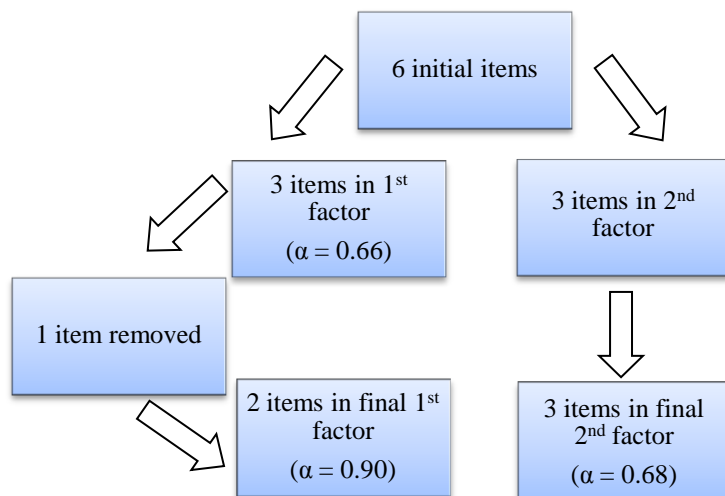 6 initial items
3 items in 1st
factor
(α = 0.66)
3 items in 2nd
factor
1 item removed
2 items in final 1st
factor
(α = 0.90)
3 items in final
2nd factor
(α = 0.68)